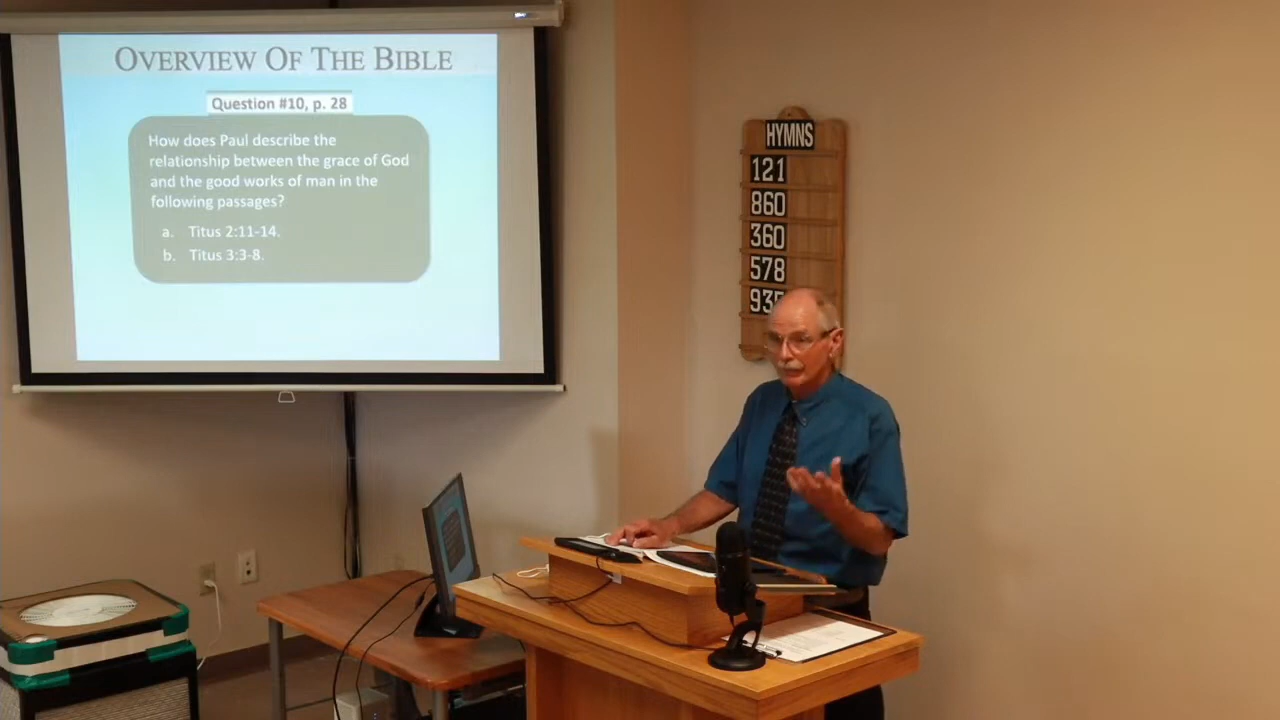 OVERVIEW OF THE BIBLE
Question #10, p. 28
How does Paul describe the
relationship between the grace of God
and the good works of man in the
following passages?
a. Titus 2:11-14.
b. Titus 3:3-8.
HYMNS
121
860
360
578
935